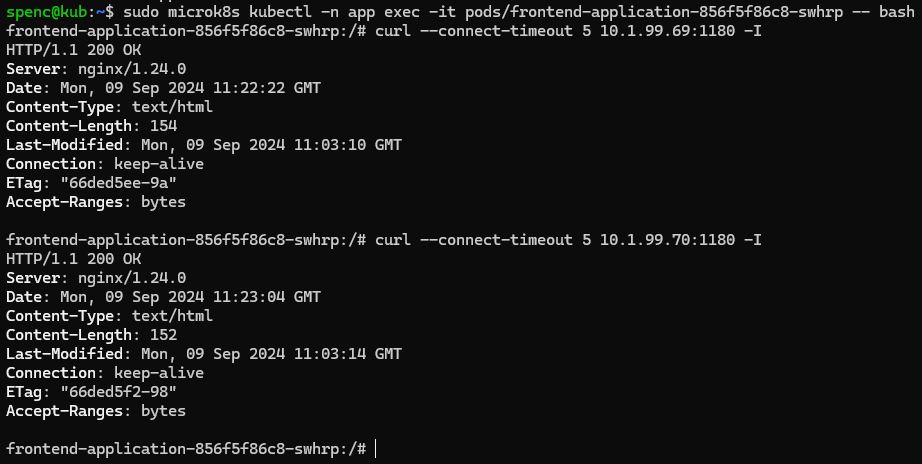 spenc@kub:~$ sudo microk8s kubectl -n app exec -it pods/frontend-application-856f5f86c8-swhrp -- bash
frontend-application-856f5f86c8-swhrp:/# curl --connect-timeout 5 10.1.99.69:1180 -I
HTTP/1.1 200 OK
Server: nginx/1.24.0
Date: Mon, 09 Sep 2024 11:22:22 GMT
Content-Type: text/html
Content-Length: 154
Last-Modified: Mon, 09 Sep 2024 11:03:10 GMT
Connection: keep-alive
ETag: "66ded5ee-9a"
Accept-Ranges: bytes

frontend-application-856f5f86c8-swhrp:/# curl --connect-timeout 5 10.1.99.70:1180 -I
HTTP/1.1 200 OK
Server: nginx/1.24.0
Date: Mon, 09 Sep 2024 11:23:04 GMT
Content-Type: text/html
Content-Length: 152
Last-Modified: Mon, 09 Sep 2024 11:03:14 GMT
Connection: keep-alive
ETag: "66ded5f2-98"
Accept-Ranges: bytes

frontend-application-856f5f86c8-swhrp:/#